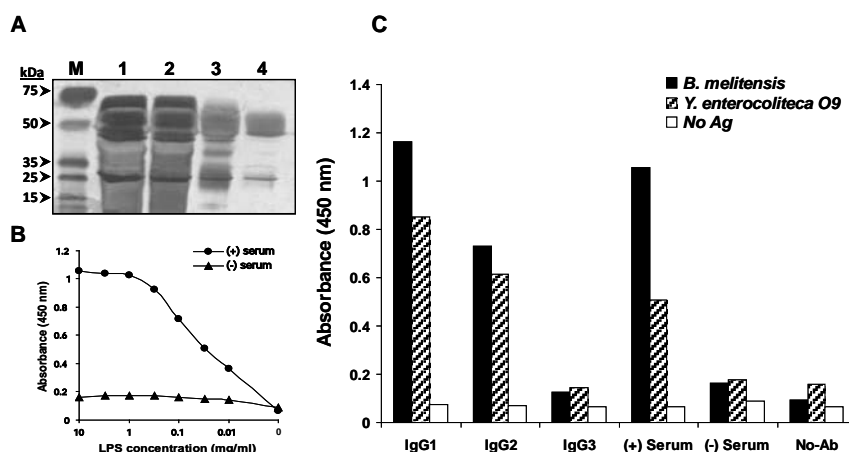 A
kDa M 1 2 3 4
75
50
35
25
15
B
1.2
1
0.8
0.6
0.4
0.2
0
Absorbance (450 nm)
(+) serum
(-) serum
10 1 0.1 0.01 0
LPS concentration (mg/ml)
C
1.4
1.2
1
0.8
0.6
0.4
0.2
0
Absorbance (450 nm)
B. melitensis
Y. enterocoliteca O9
No Ag
IgG1 IgG2 IgG3 (+) Serum (-) Serum No-Ab